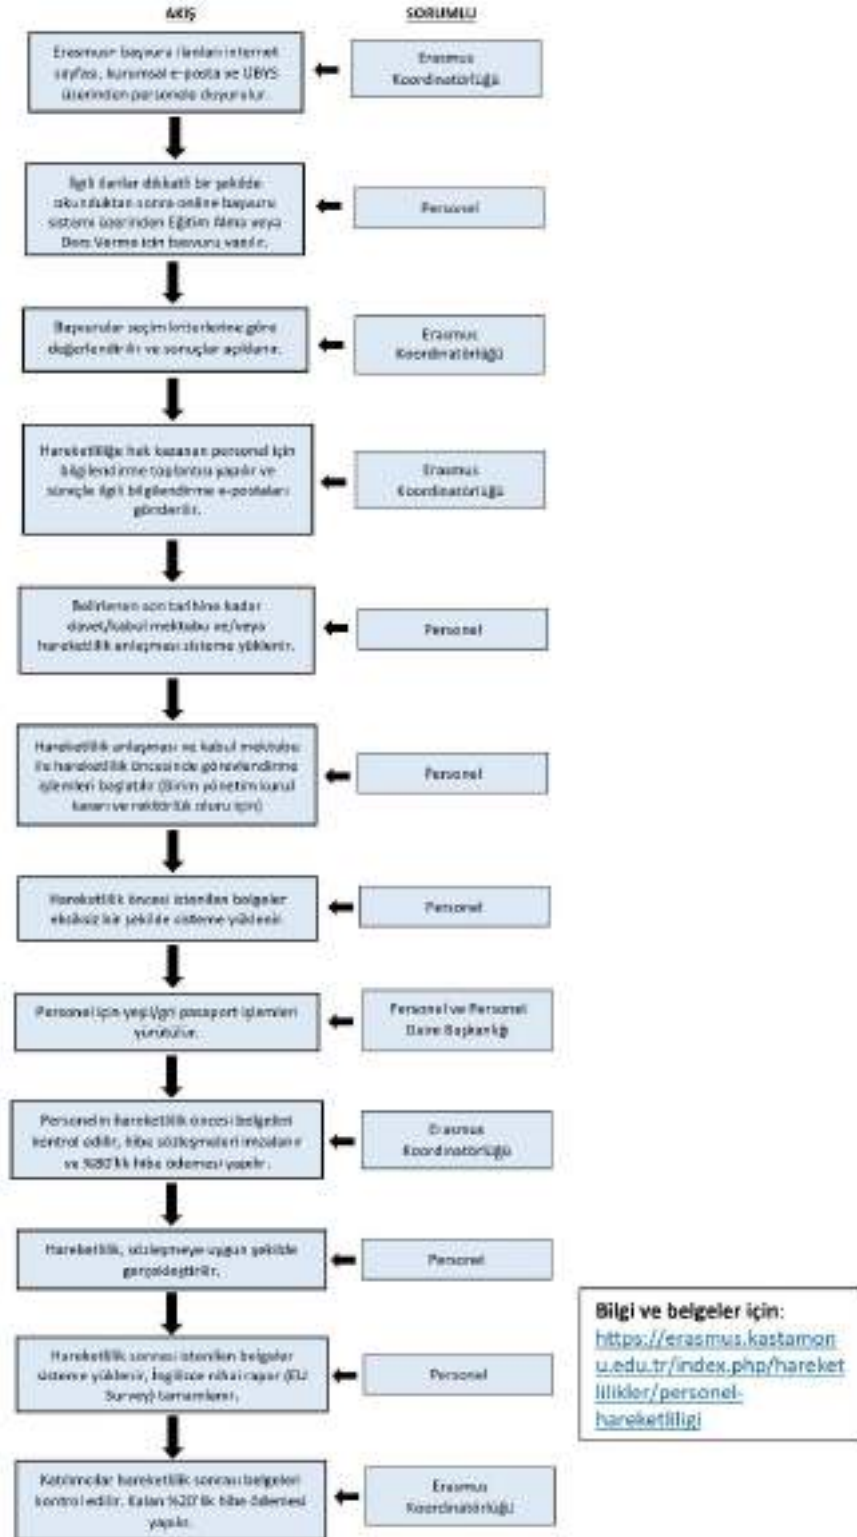 AKIŞ
SORUMLU
Erasmus+ başvuru ilanları internet
sayfası, kurumsal e-posta ve ÜBYS
üzerinden personele duyurulur.
Erasmus
Koordinatörlüğü
İlgili ilanlar dikkatli bir şekilde
okunduktan sonra online başvuru
sistemi üzerinden Eğitim Alma veya
Ders Verme için başvuru yapılır.
Personel
Başvurular seçim kriterlerine göre
değerlendirilir ve sonuçlar açıklanır.
Erasmus
Koordinatörlüğü
Hareketliliğe hak kazanan personel için
bilgilendirme toplantısı yapılır ve
süreçle ilgili bilgilendirme e-postaları
gönderilir.
Erasmus
Koordinatörlüğü
Belirlenen son tarihine kadar
davet/kabul mektubu ve/veya
hareketlilik anlaşması sisteme yüklenir.
Personel
Hareketlilik anlaşması ve kabul mektubu
ile hareketlilik öncesinde görevlendirme
işlemleri başlatılır (Birim yönetim kurul
kararı ve rektörlük oluru için)
Personel
Hareketlilik öncesi istenilen belgeler
eksiksiz bir şekilde sisteme yüklenir
Personel
Personel için yeşil/gri pasaport işlemleri
yürütülür.
Personel ve Personel
Daire Başkanlığı
Personelin hareketlilik öncesi belgeleri
kontrol edilir, hibe sözleşmeleri imzalanır
ve %80'lik hibe ödemesi yapılır.
Erasmus
Koordinatörlüğü
Hareketlilik, sözleşmeye uygun şekilde
gerçekleştirilir.
Personel
Hareketlilik sonrası istenilen belgeler
sisteme yüklenir, İngilizce nihai rapor (EU
Survey) tamamlanır.
Personel
Katılımcılar hareketlilik sonrası belgeleri
kontrol edilir. Kalan %20'lik hibe ödemesi
yapılır.
Erasmus
Koordinatörlüğü
Bilgi ve belgeler için:
https://erasmus.kastamon
u.edu.tr/index.php/hareket
lilikler/personel-
hareketliligi